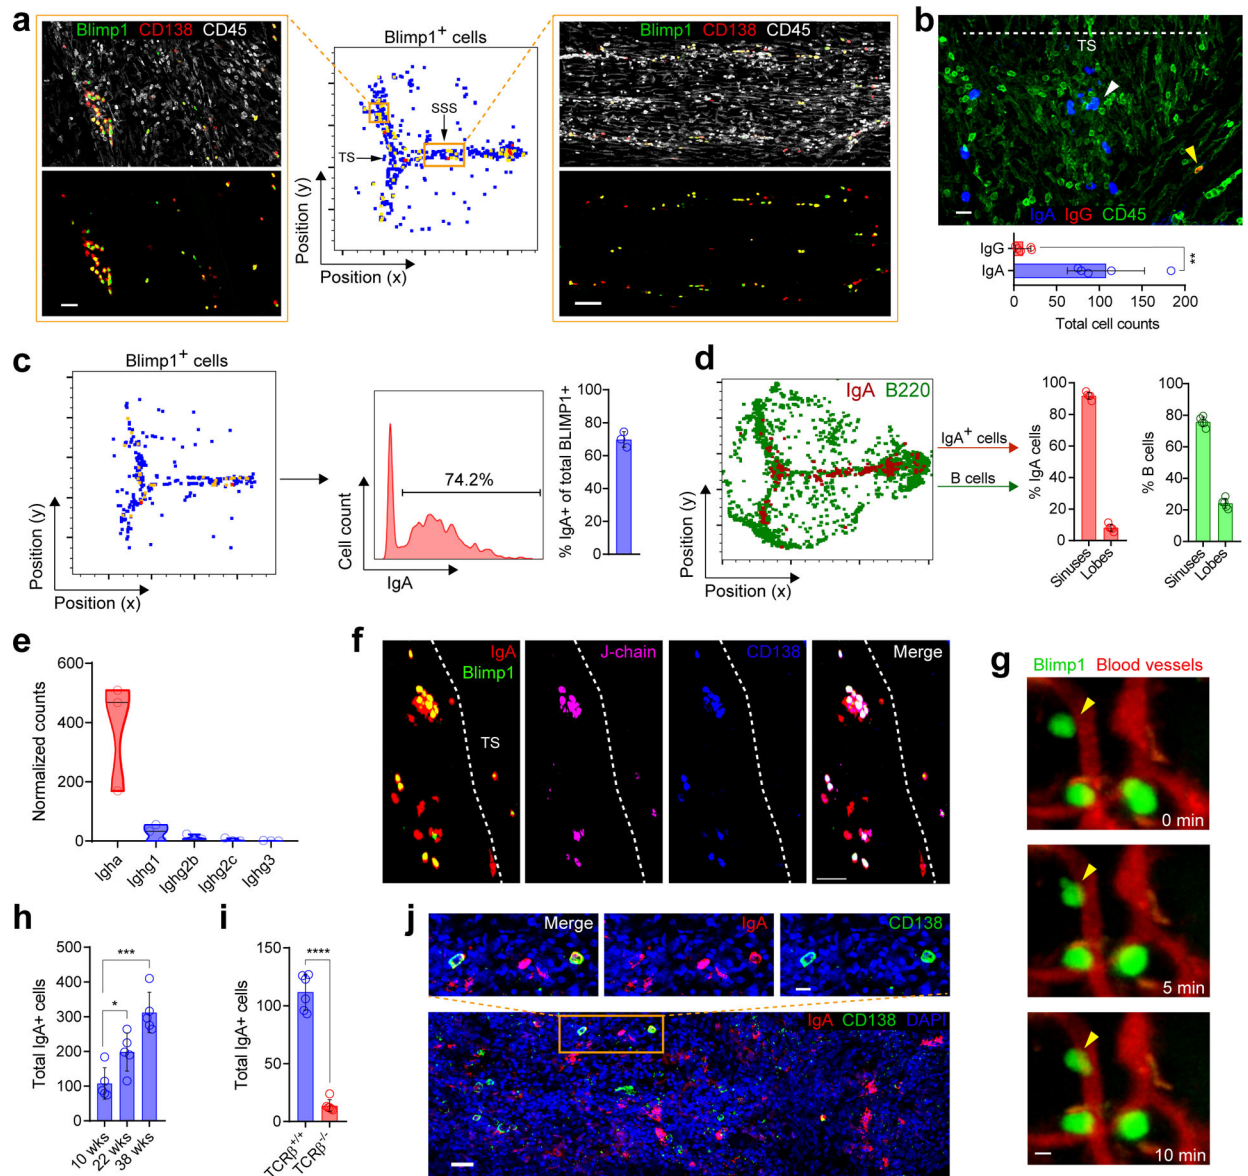 a
Blimp1 CD138 CD45
Blimp1+ cells
SSS
TS
Position (y)
Position (x)
Blimp1 CD138 CD45
b
TS
IgA IgG CD45
IgG
IgA
**
0 50 100 150 200
Total cell counts
c
Blimp1+ cells
Position (y)
Position (x)
74.2%
Cell count
IgA
% IgA+ of total BLIMP1+
100
80
60
40
20
0
d
IgA B220
Position (y)
Position (x)
IgA+ cells
B cells
% IgA cells
100
80
60
40
20
0
Sinuses
Lobes
% B cells
100
80
60
40
20
0
Sinuses
Lobes
e
Normalized counts
600
400
200
0
Igha
Ighg1
Ighg2b
Ighg2c
Ighg3
f
IgA
Blimp1
TS
J-chain
CD138
Merge
g
Blimp1 Blood vessels
0 min
5 min
10 min
h
Total IgA+ cells
500
400
300
200
100
0
***
*
10 wks
22 wks
38 wks
i
Total IgA+ cells
150
100
50
0
****
TCRβ+/+
TCRβ-/-
j
Merge
IgA
CD138
IgA CD138 DAPI